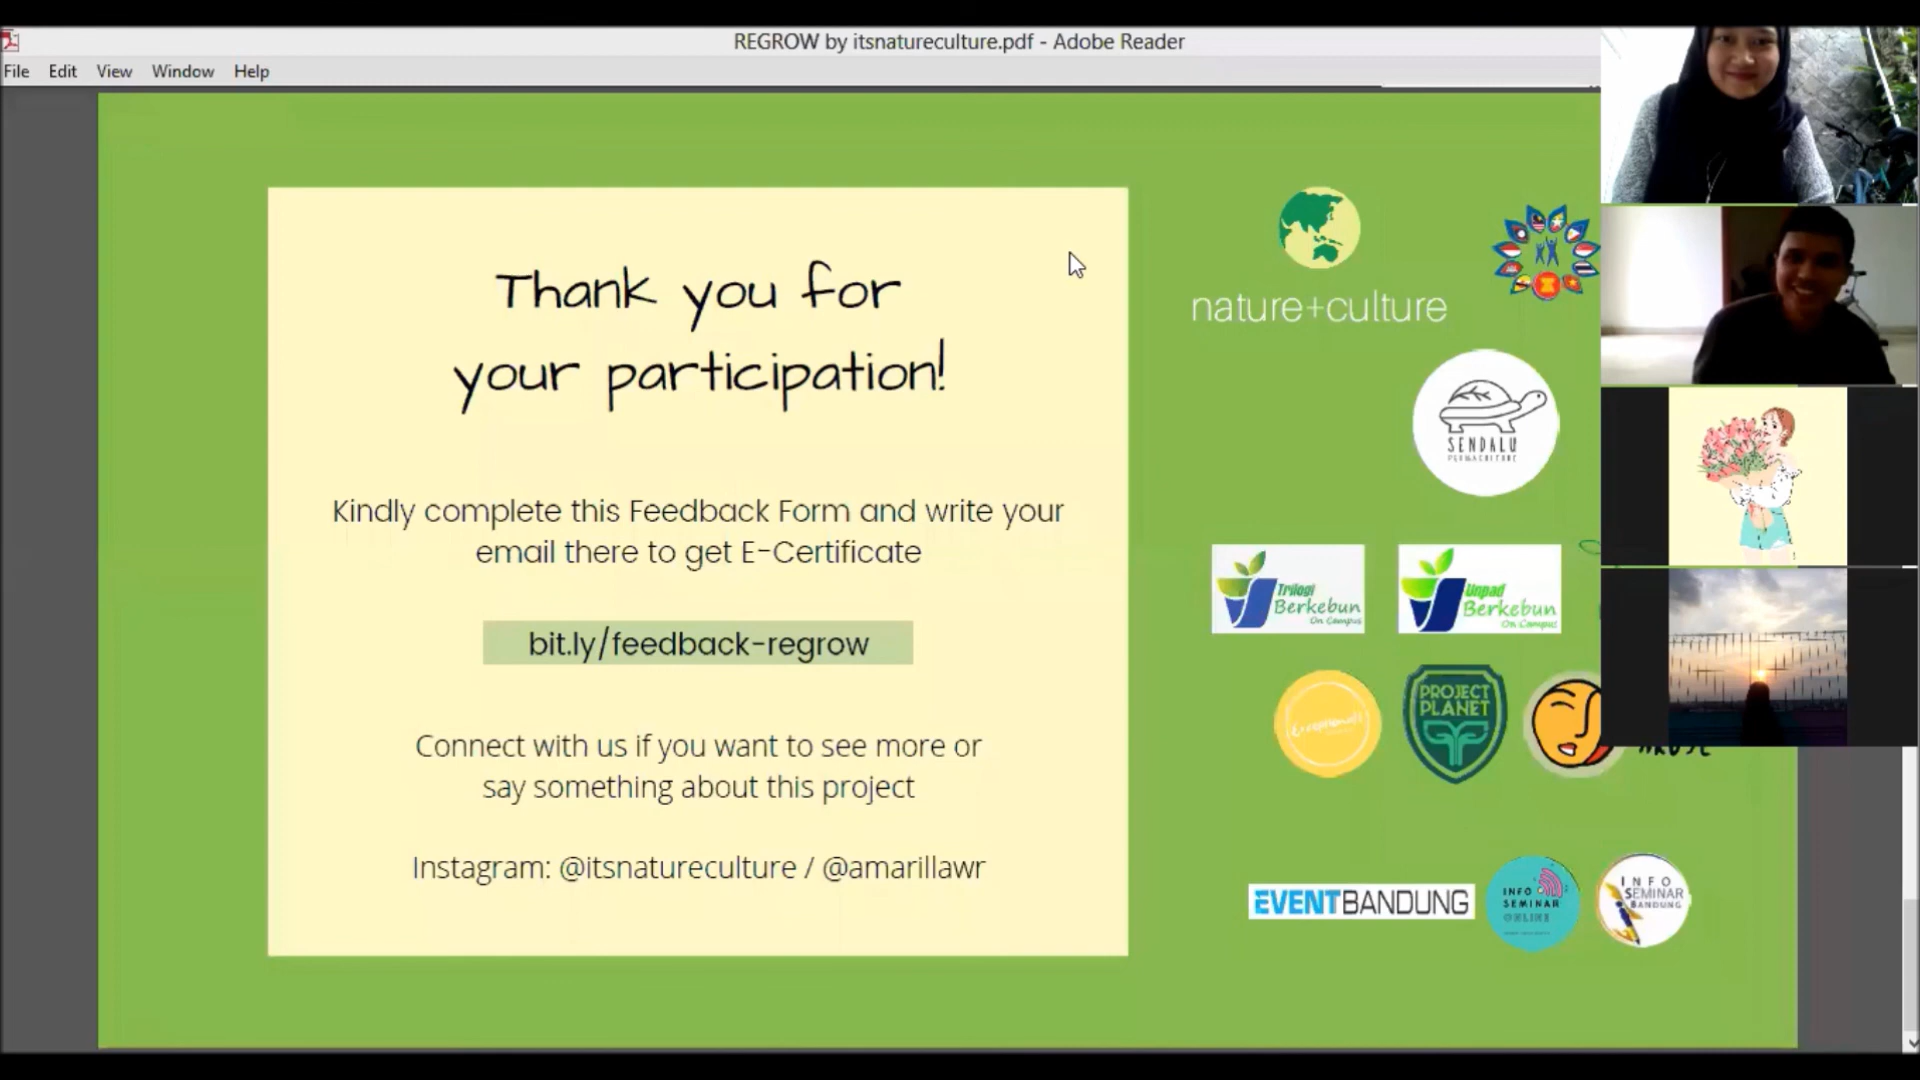 REGROW by itsnatureculture.pdf - Adobe Reader
File Edit View Window Help
Thank you for
your participation!
Kindly complete this Feedback Form and write your
email there to get E-Certificate
bit.ly/feedback-regrow
Connect with us if you want to see more or
say something about this project
Instagram: @itsnatureculture / @amarillawr
nature+culture
SENDALU
PERMACULTURE
Trilogi
Berkebun
On Campus
Unpad
Berkebun
On Campus
PROJECT
PLANET
EVENTBANDUNG
INFO
SEMINAR
ONLINE
INFO
SEMINAR
BANDUNG